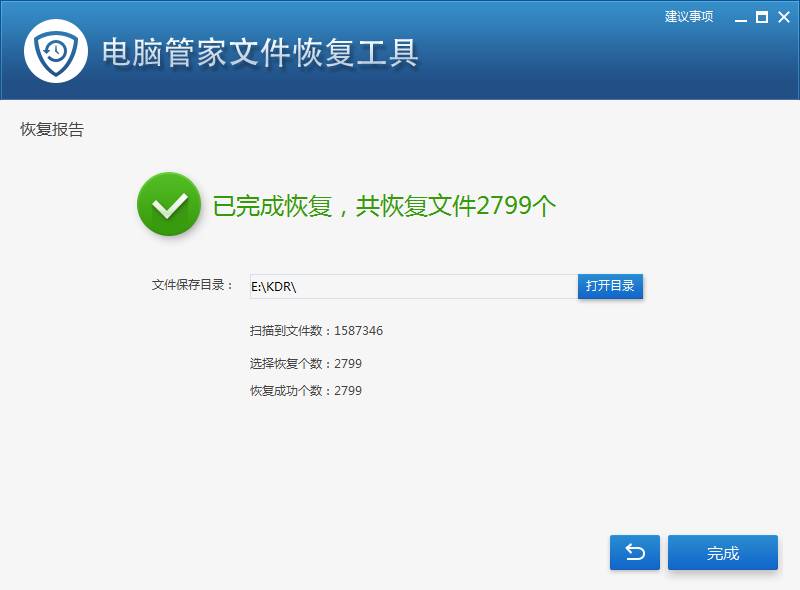 建议事项
电脑管家文件恢复工具
恢复报告
已完成恢复，共恢复文件2799个
文件保存目录： E:\KDR\ 打开目录
扫描到文件数：1587346
选择恢复个数：2799
恢复成功个数：2799
完成